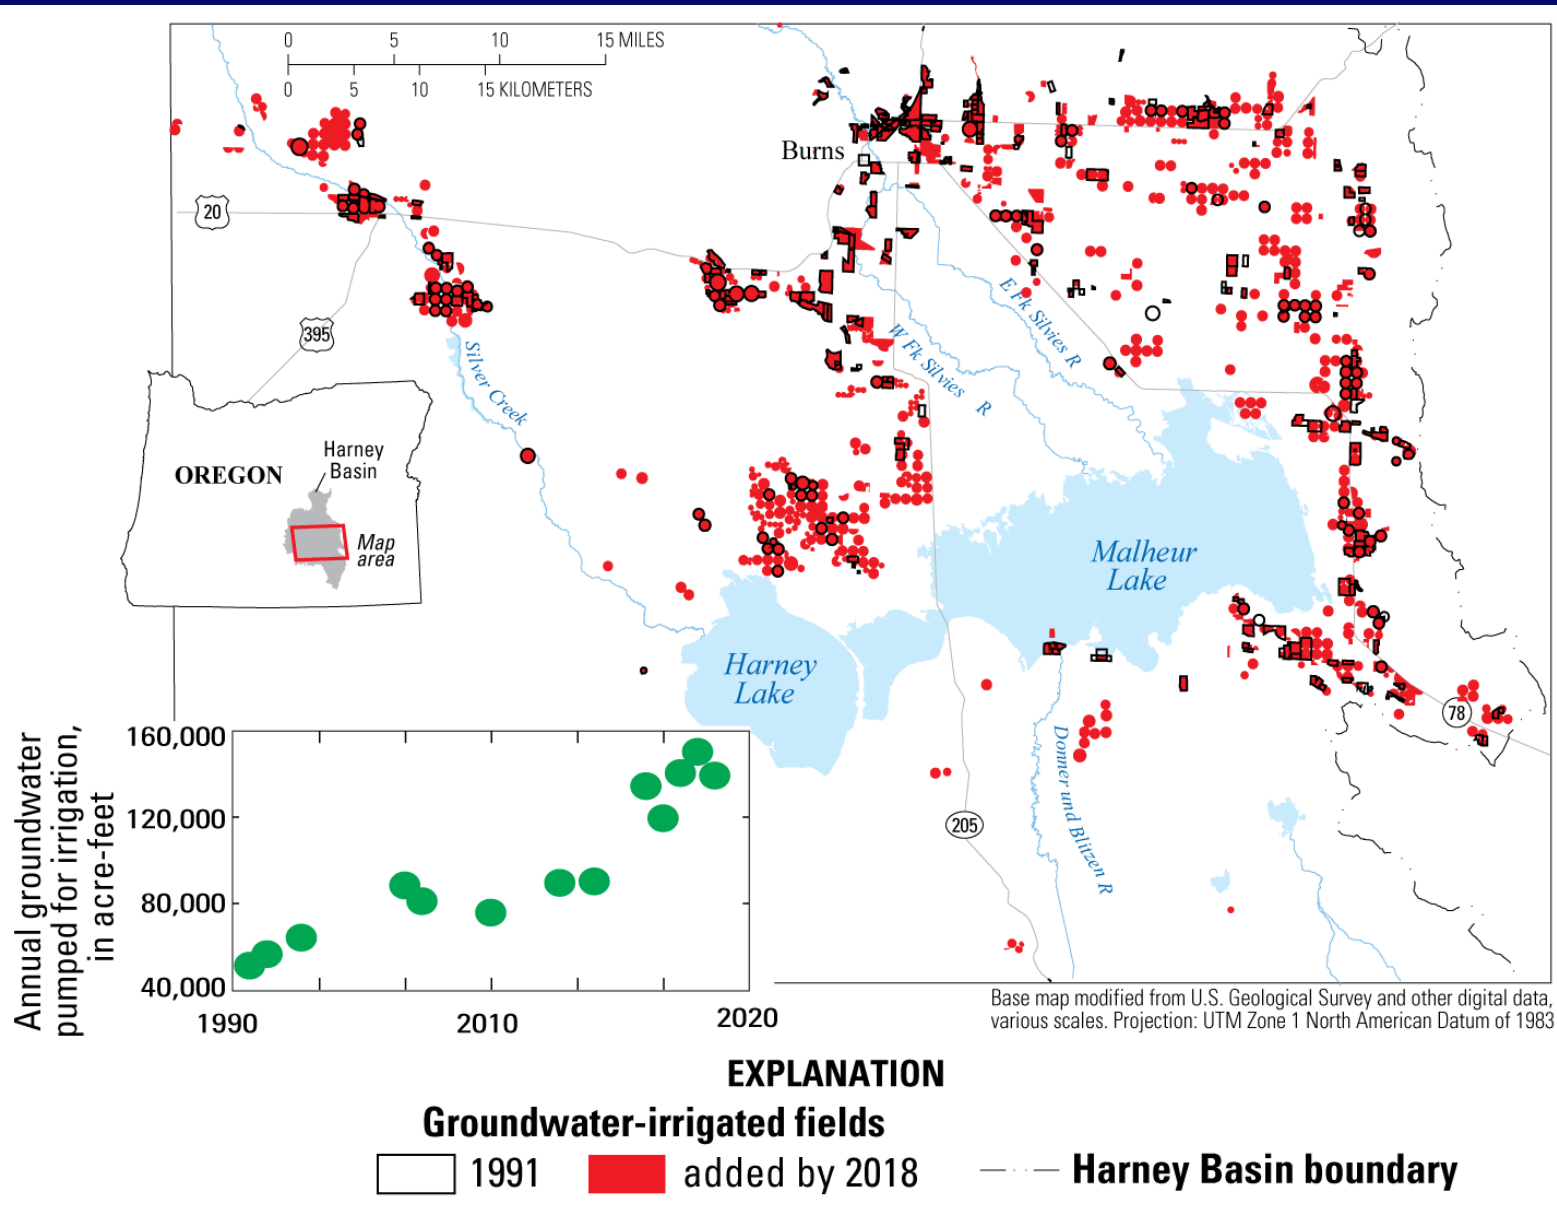 0 5 10 15 MILES
0 5 10 15 KILOMETERS
Burns
20
395
E Fk Silvies R
W Fk Silvies R
Silver Creek
OREGON
Harney
Basin
Map
area
Malheur
Lake
Harney
Lake
78
205
Donner und Blitzen R
Annual groundwater
pumped for irrigation,
in acre-feet
160,000
120,000
80,000
40,000
1990 2010 2020
Base map modified from U.S. Geological Survey and other digital data,
various scales. Projection: UTM Zone 1 North American Datum of 1983
EXPLANATION
Groundwater-irrigated fields
1991 added by 2018 Harney Basin boundary